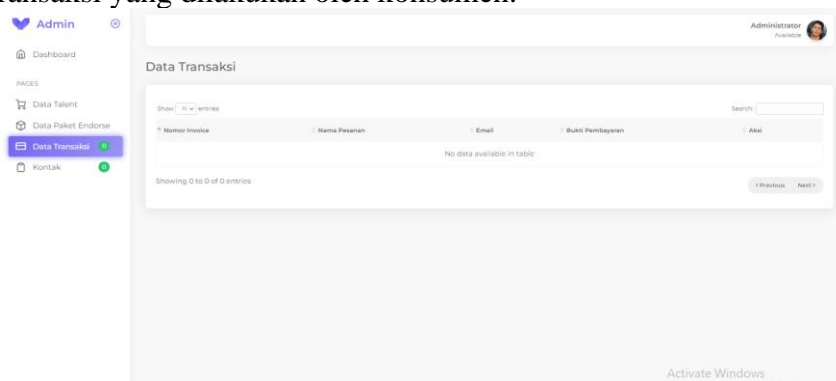 transaksi yang dilakukan oleh konsumen.
Admin
Administrator
Available
Dashboard
Data Transaksi
PAGES
Data Talent
Data Paket Endorse
Data Transaksi 0
Kontak 0
Show 10 entries
Search:
Nomor Invoice Nama Pesanan Email Bukti Pembayaran Aksi
No data available in table
Showing 0 to 0 of 0 entries
Previous Next
Activate Windows